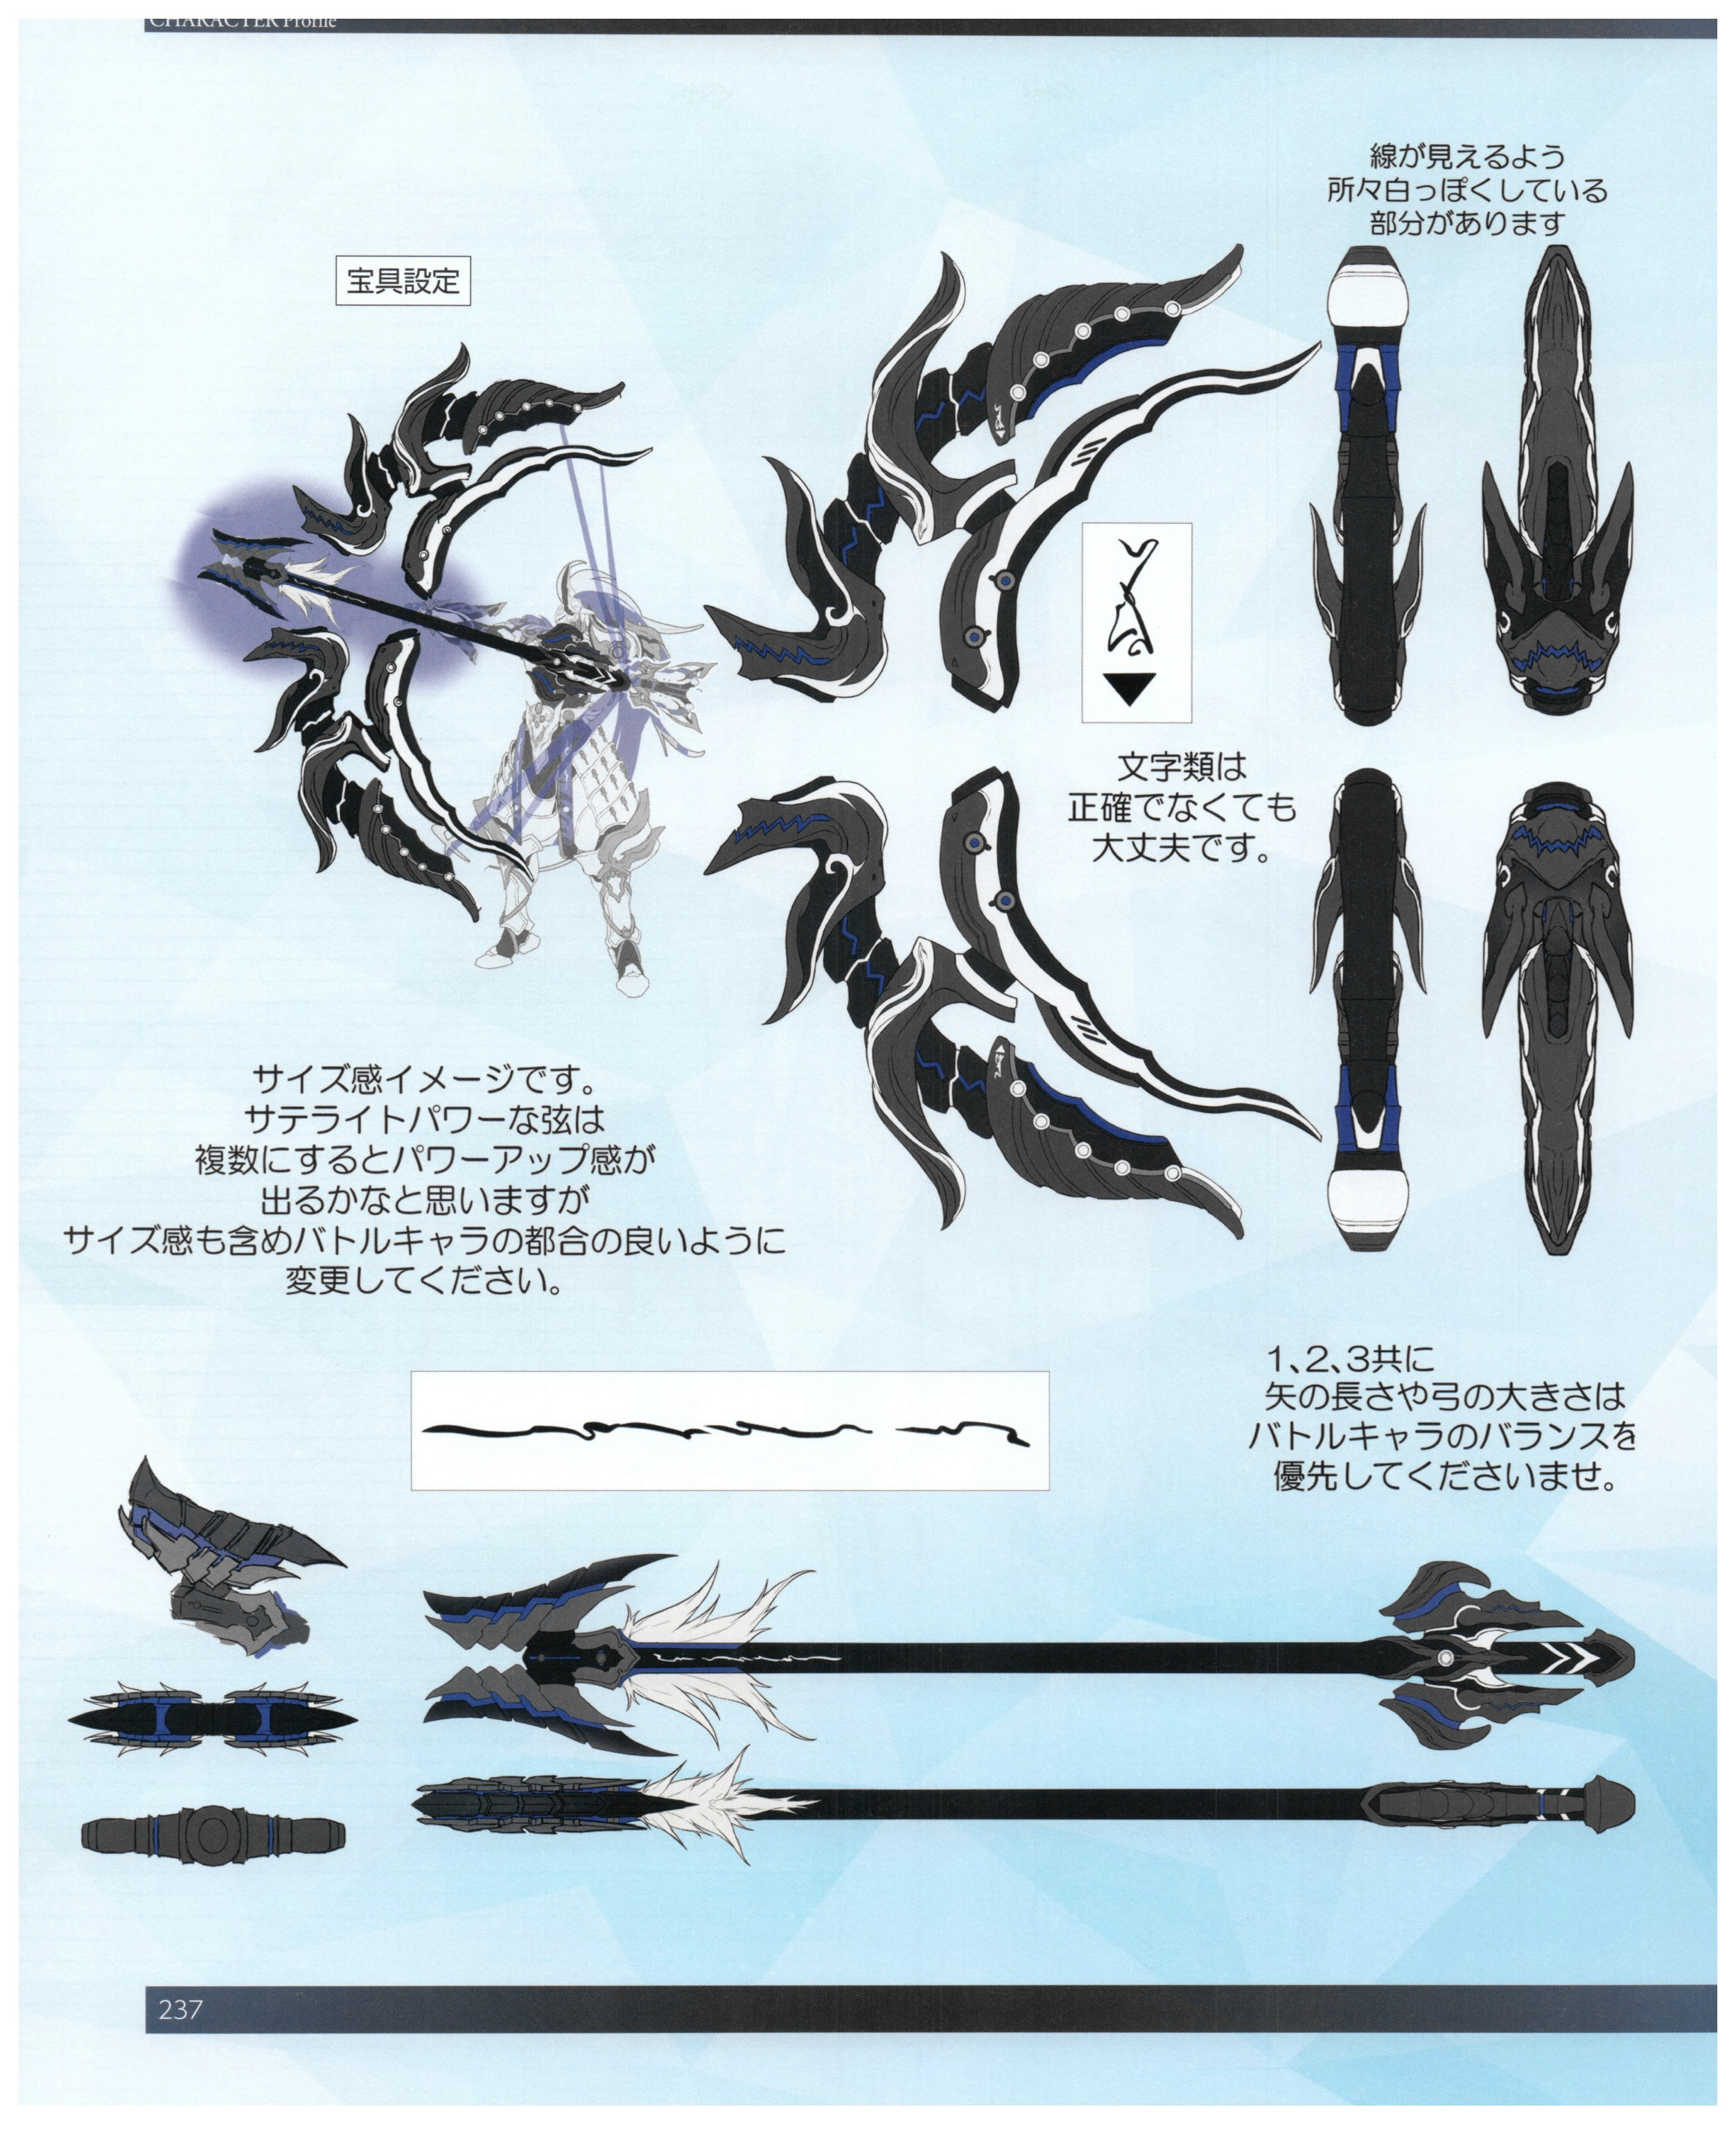 CHARACTER Profile
線が見えるよう
所々白っぽくしている
部分があります
宝具設定
文字類は
正確でなくても
大丈夫です。
サイズ感イメージです。
サテライトパワーな弦は
複数にするとパワーアップ感が
出るかなと思いますが
サイズ感も含めバトルキャラの都合の良いように
変更してください。
1、2、3共に
矢の長さや弓の大きさは
バトルキャラのバランスを
優先してくださいませ。
237